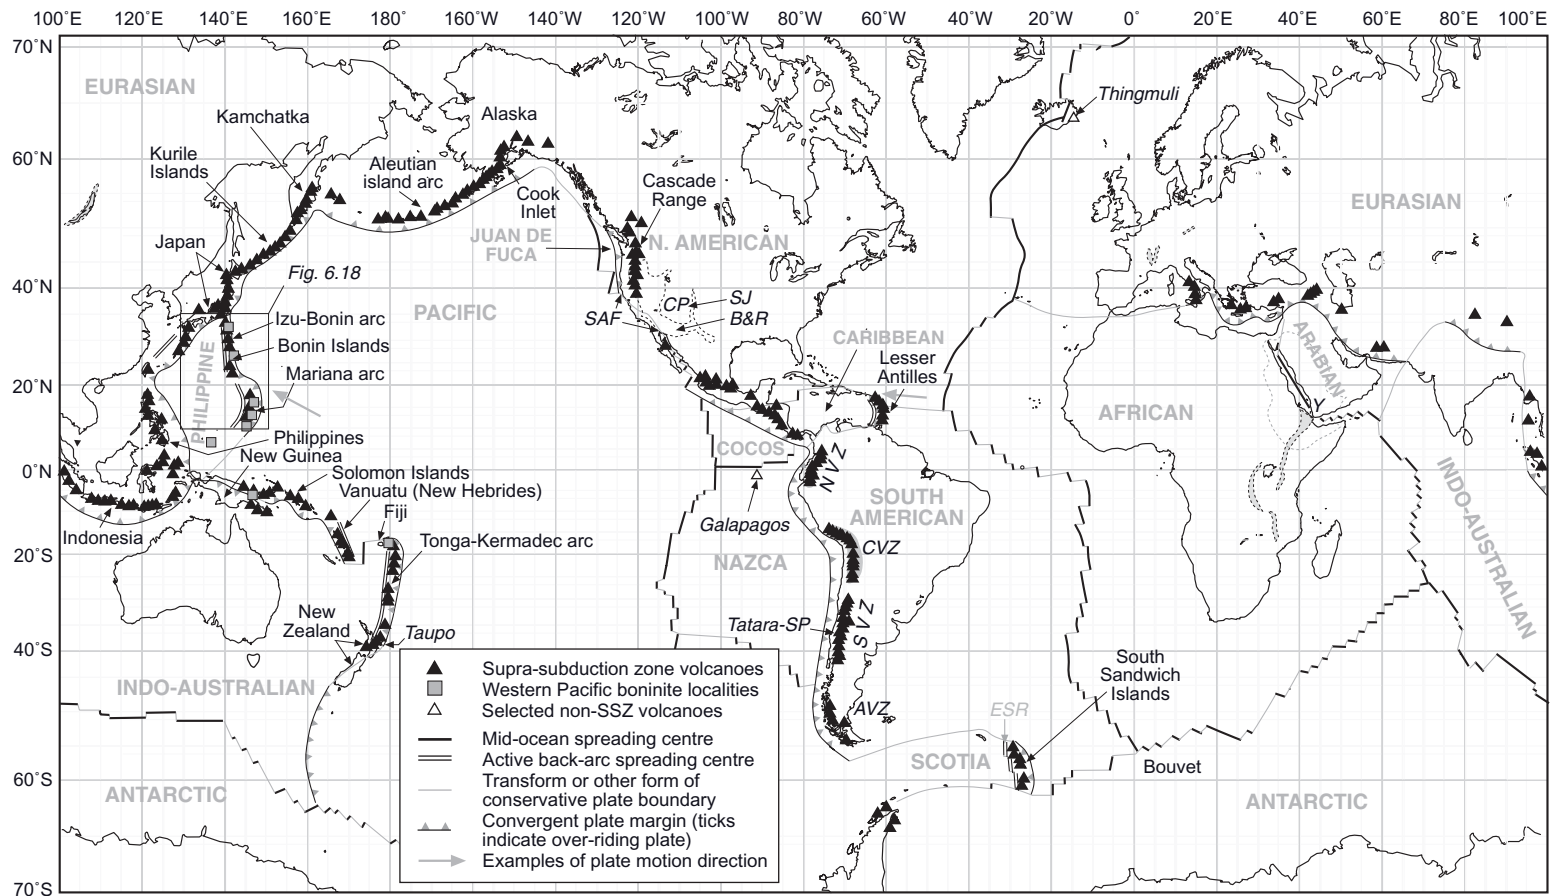 100°E 120° 140° 160° 180° 160° 140° 120° 100°W 80°W 60°W 40°W 20°W 0° 20°E 40°E 60°E 80°E 100°E
70°N
60°N
40°N
20°N
0°N
20°S
40°S
60°S
70°S
EURASIAN
Kamchatka
Kurile
Islands
Japan
Aleutian
island arc
Alaska
Cook
Inlet
Cascade
Range
JUAN DE
FUCA
N. AMERICAN
Thingmuli
EURASIAN
Fig. 6.18
PACIFIC
Izu-Bonin arc
Bonin Islands
Mariana arc
PHILIPPINE
SAF
CP
SJ
B&R
CARIBBEAN
Lesser
Antilles
AFRICAN
ARABIAN
Y
Philippines
New Guinea
Solomon Islands
Vanuatu (New Hebrides)
Fiji
Indonesia
Tonga-Kermadec arc
COCOS
NVZ
Galapagos
SOUTH
AMERICAN
NAZCA
CVZ
INDO-AUSTRALIAN
New
Zealand
Taupo
Tatara-SP
SVZ
INDO-AUSTRALIAN
AVZ
South
Sandwich
Islands
ESR
SCOTIA
Bouvet
ANTARCTIC
ANTARCTIC
Supra-subduction zone volcanoes
Western Pacific boninite localities
Selected non-SSZ volcanoes
Mid-ocean spreading centre
Active back-arc spreading centre
Transform or other form of
conservative plate boundary
Convergent plate margin (ticks
indicate over-riding plate)
Examples of plate motion direction